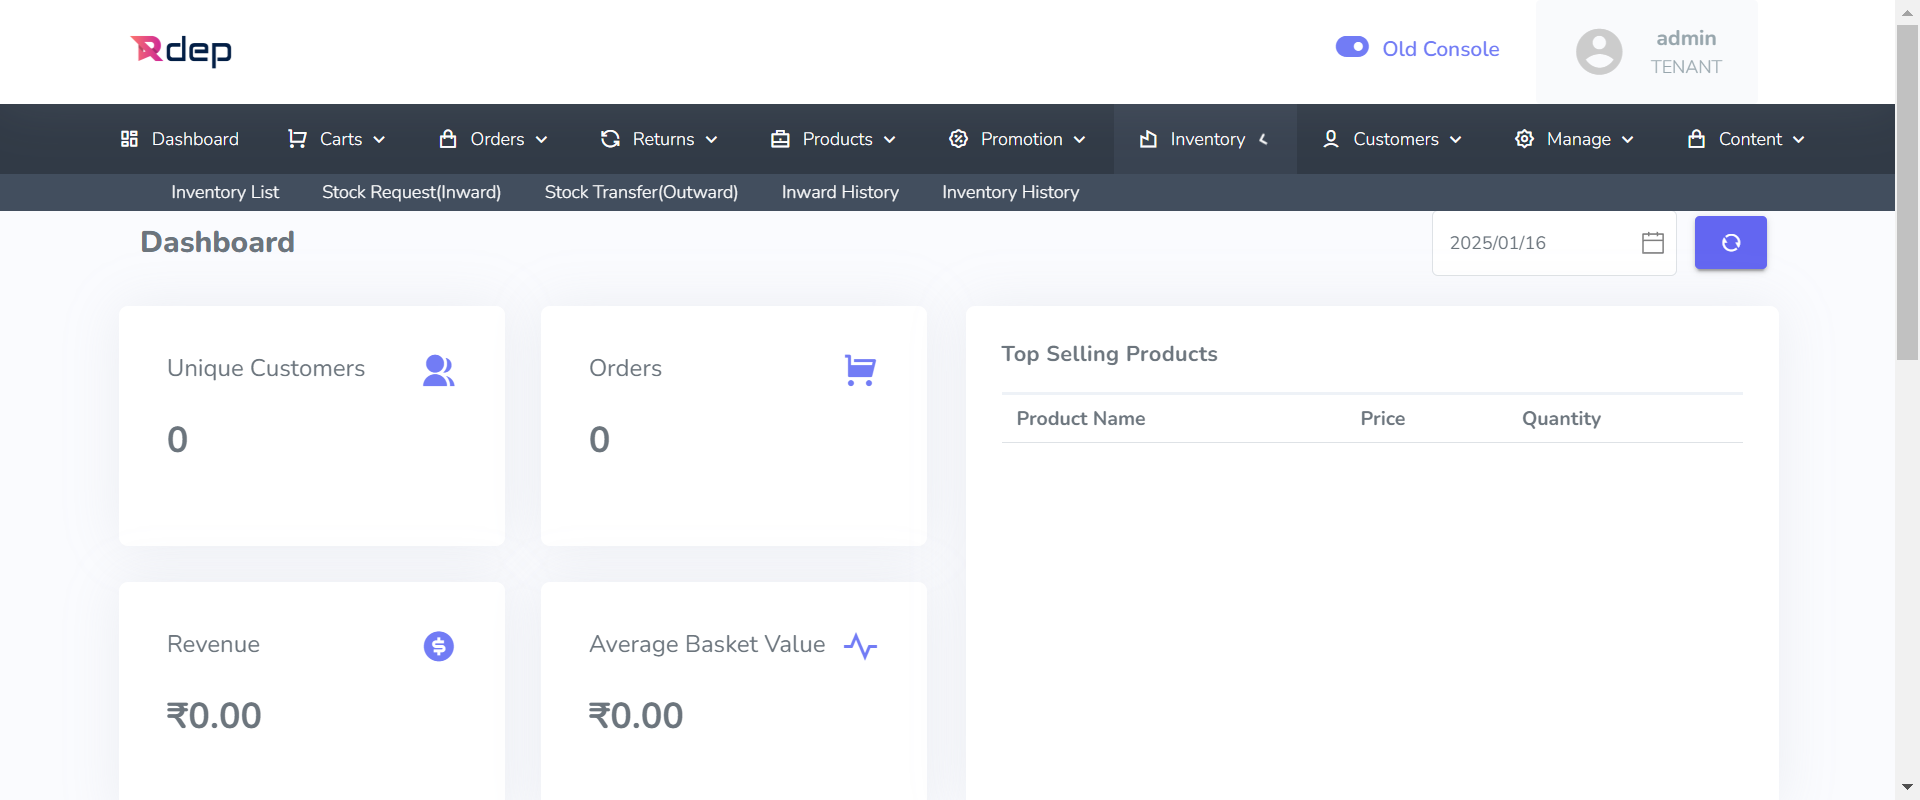 Rdep
Old Console
admin
TENANT
Dashboard Carts Orders Returns Products Promotion Inventory Customers Manage Content
Inventory List Stock Request(Inward) Stock Transfer(Outward) Inward History Inventory History
Dashboard
2025/01/16
Unique Customers
0
Orders
0
Top Selling Products
Product Name Price Quantity
Revenue
₹0.00
Average Basket Value
₹0.00